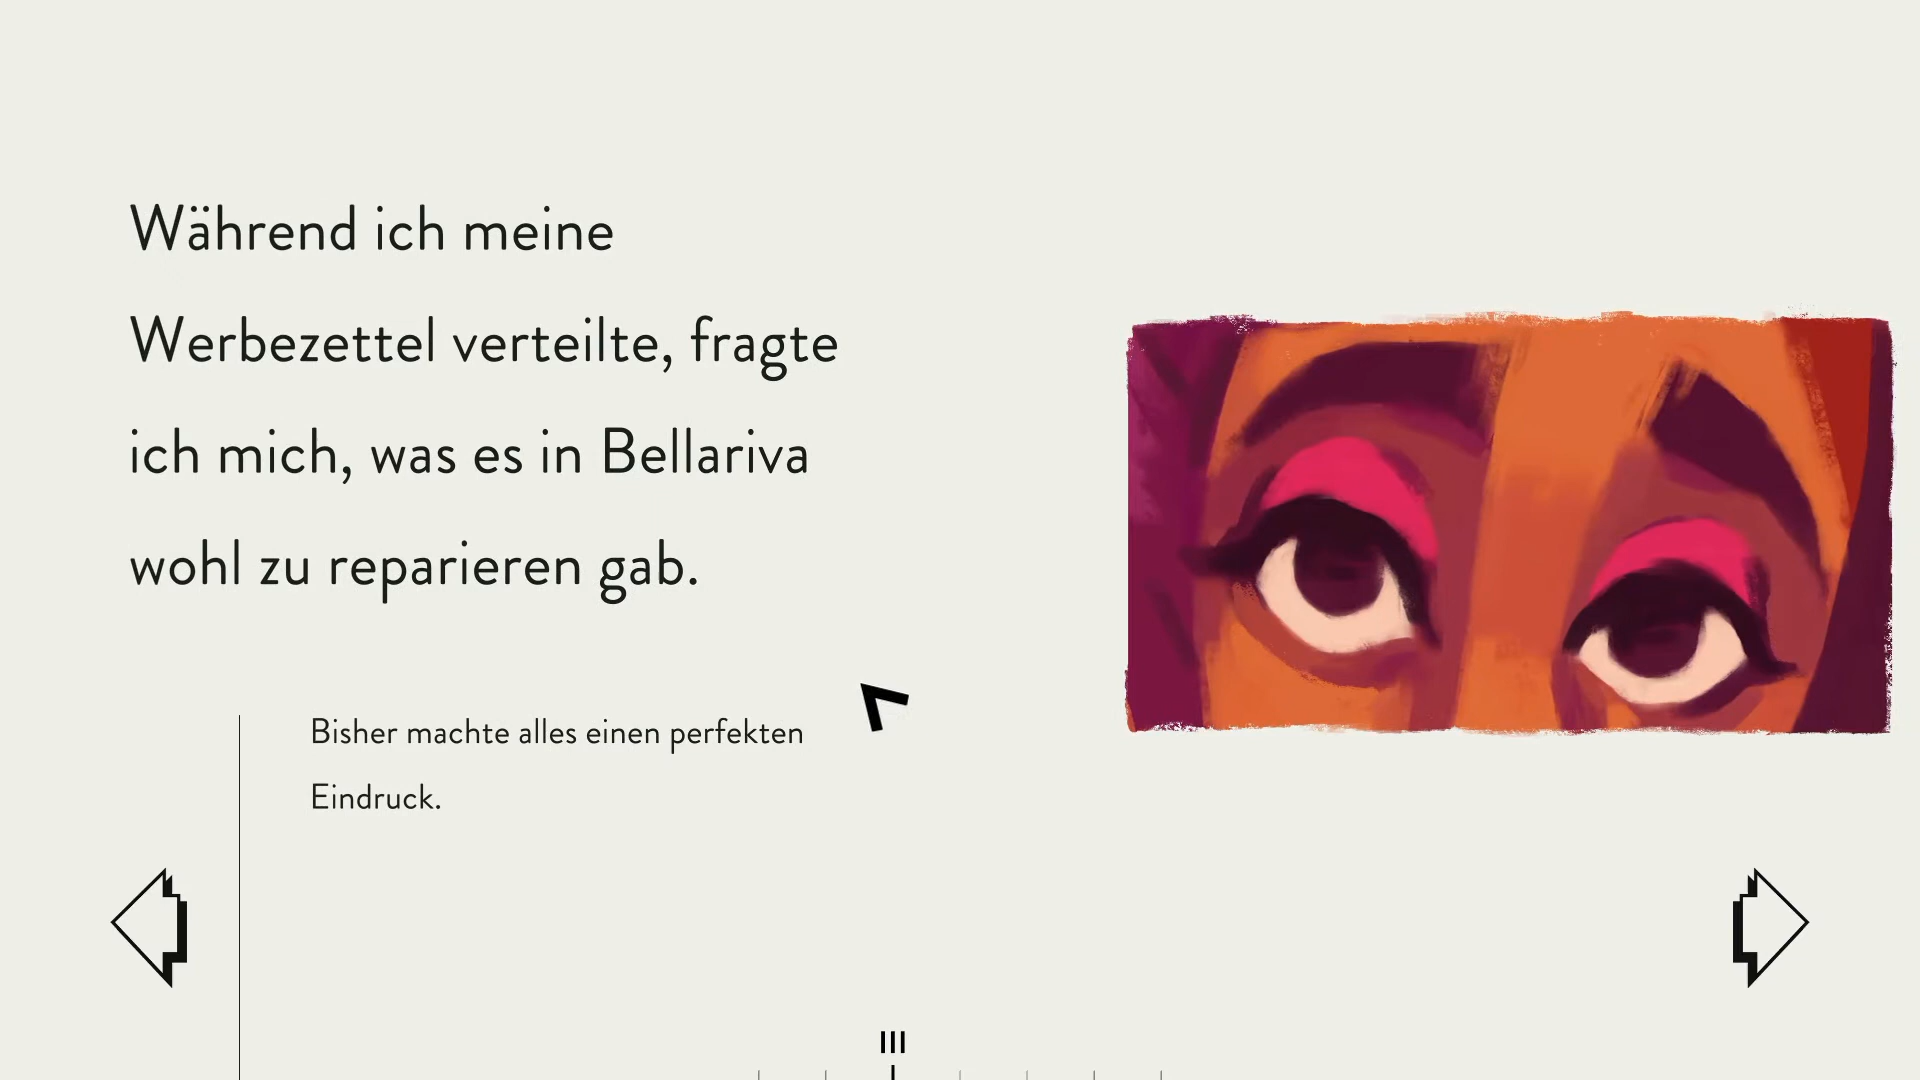 Während ich meine
Werbezettel verteilte, fragte
ich mich, was es in Bellariva
wohl zu reparieren gab.
Bisher machte alles einen perfekten
Eindruck.
III